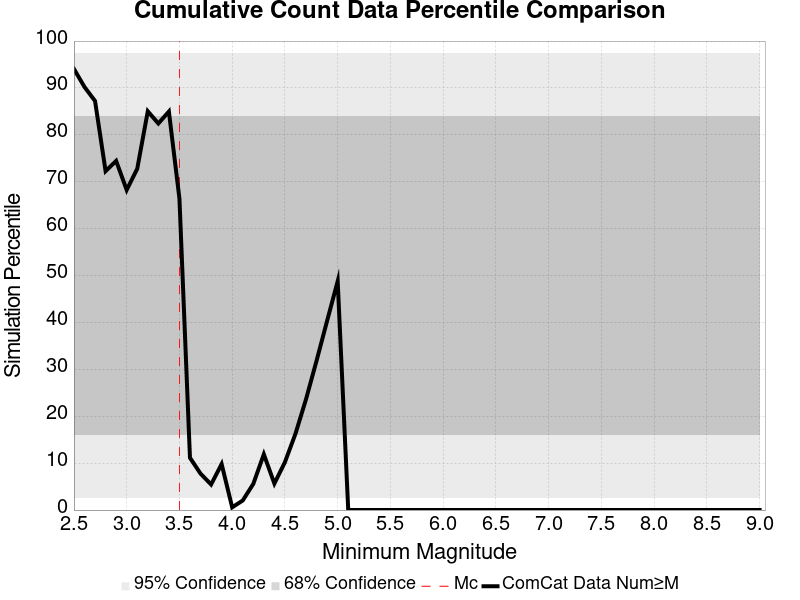 Cumulative Count Data Percentile Comparison
100
90
80
70
60
50
40
30
20
10
0
Simulation Percentile
2.5 3.0 3.5 4.0 4.5 5.0 5.5 6.0 6.5 7.0 7.5 8.0 8.5 9.0
Minimum Magnitude
95% Confidence 68% Confidence Mc ComCat Data Num≥M